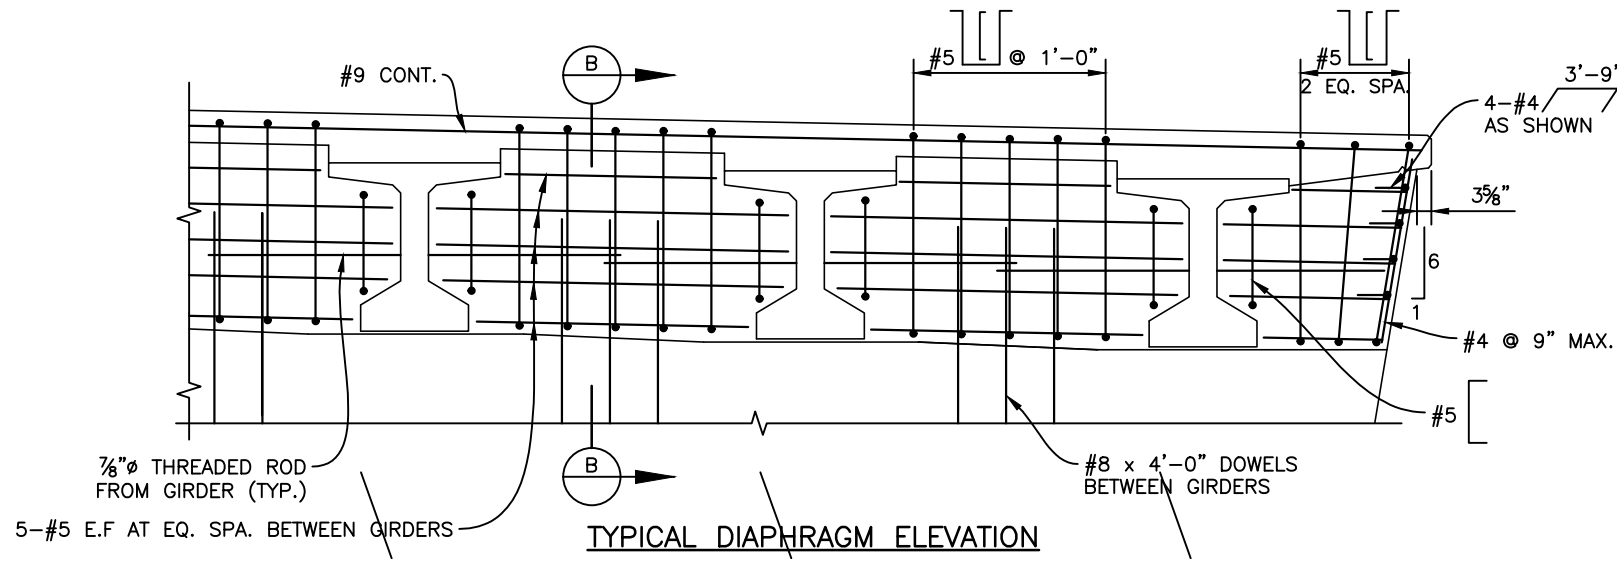 #9 CONT.
B
#5 @ 1'-0"
#5
2 EQ. SPA.
3'-9"
4-#4
AS SHOWN
3⅝"
6
1
#4 @ 9" MAX.
#5
⅞"ø THREADED ROD
FROM GIRDER (TYP.)
B
#8 x 4'-0" DOWELS
BETWEEN GIRDERS
5-#5 E.F AT EQ. SPA. BETWEEN GIRDERS
TYPICAL DIAPHRAGM ELEVATION